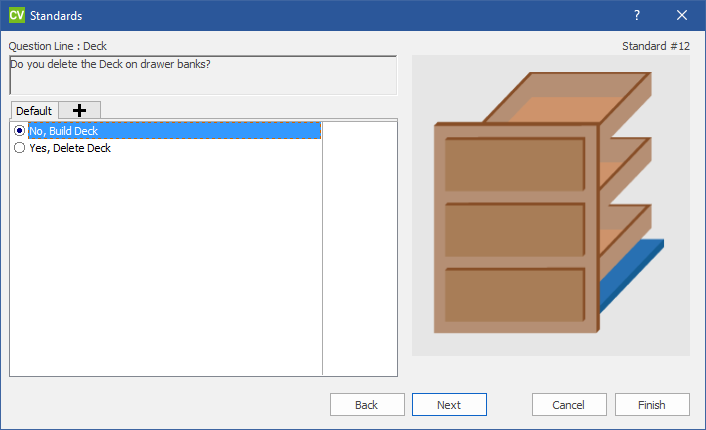 CV Standards ?
Question Line : Deck Standard #12
Do you delete the Deck on drawer banks?
Default +
No, Build Deck
Yes, Delete Deck
Back Next Cancel Finish